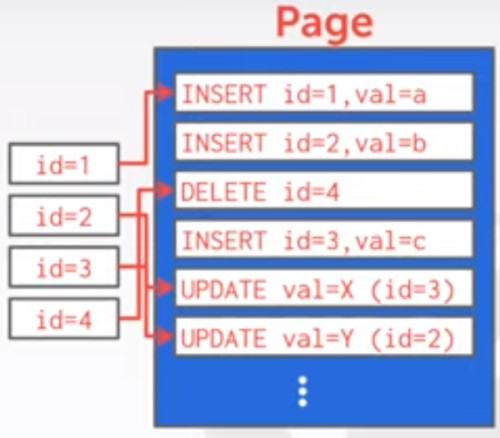 Page
INSERT id=1,val=a
INSERT id=2,val=b
DELETE id=4
INSERT id=3,val=c
UPDATE val=X (id=3)
UPDATE val=Y (id=2)
id=1
id=2
id=3
id=4